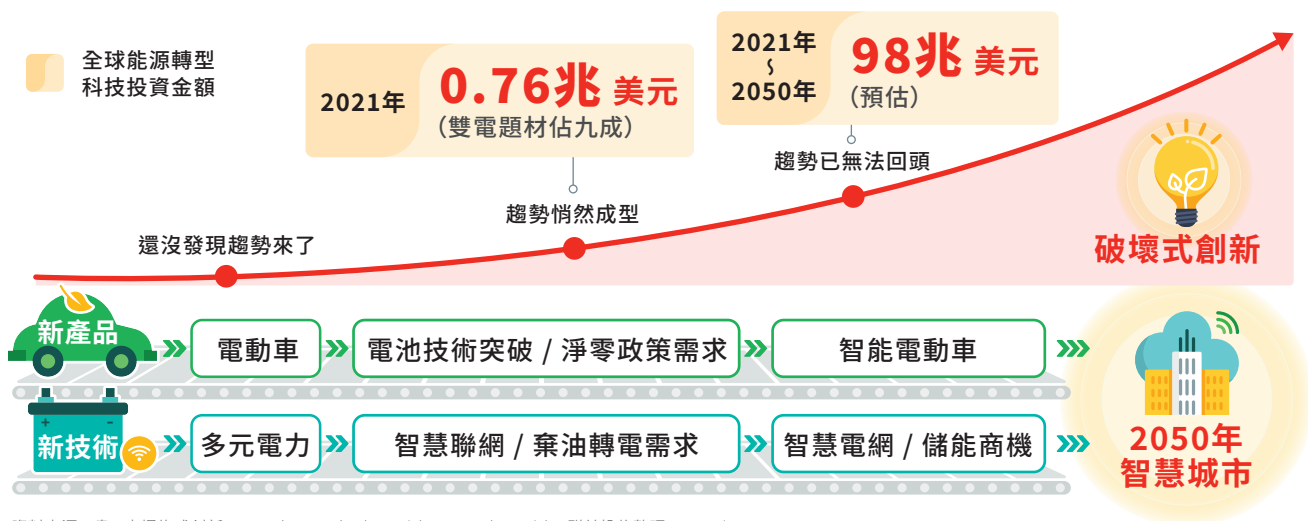 全球能源轉型
科技投資金額
2021年
0.76兆 美元
(雙電題材佔九成)
2021年
~
2050年
98兆 美元
(預估)
還沒發現趨勢來了
趨勢悄然成型
趨勢已無法回頭
破壞式創新
新產品
電動車
電池技術突破 / 淨零政策需求
智能電動車
新技術
多元電力
智慧聯網 / 棄油轉電需求
智慧電網 / 儲能商機
2050年
智慧城市